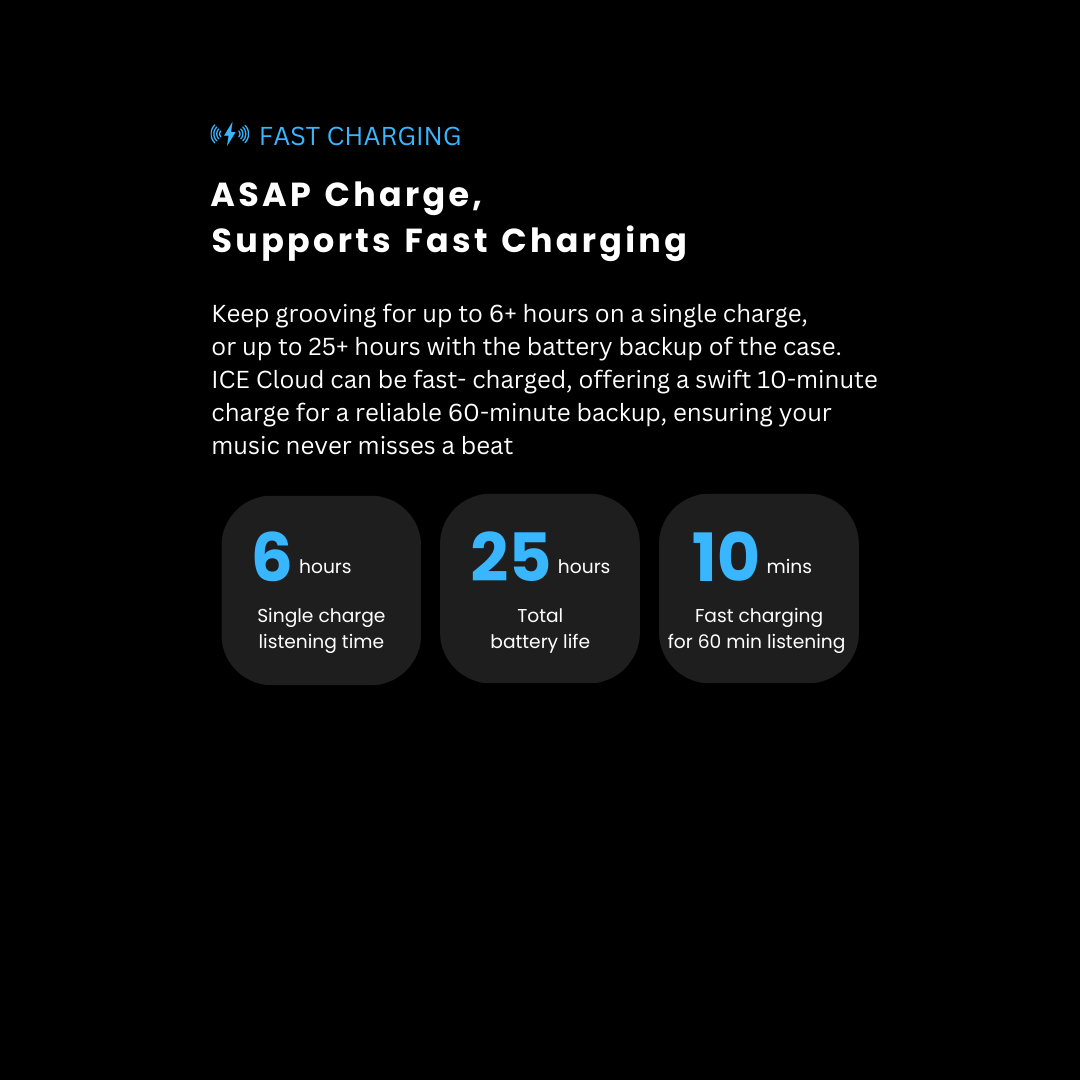 FAST CHARGING
ASAP Charge,
Supports Fast Charging
Keep grooving for up to 6+ hours on a single charge,
or up to 25+ hours with the battery backup of the case.
ICE Cloud can be fast- charged, offering a swift 10-minute
charge for a reliable 60-minute backup, ensuring your
music never misses a beat
6 hours
Single charge
listening time
25 hours
Total
battery life
10 mins
Fast charging
for 60 min listening